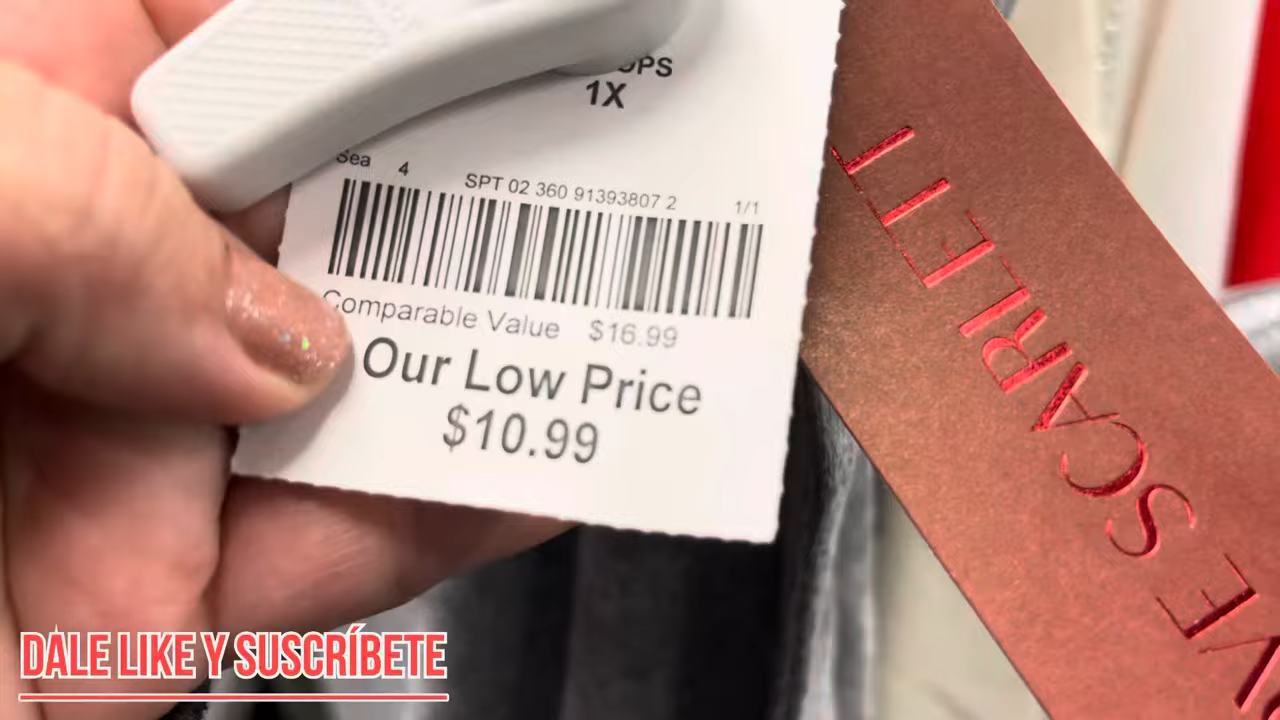 1X
Sea 4 SPT 02 360 91393807 2 1/1
Comparable Value $16.99
Our Low Price
$10.99
SCARLETT
DALE LIKE Y SUSCRÍBETE